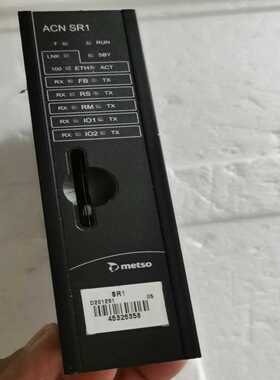 ACN SR1
T RUN
LNK SBY
100 ETH ACT
RX FB TX
RX RS TX
RX RM TX
RX IO1 TX
RX IO2 TX
metso
SR1
D201291 05
45325358